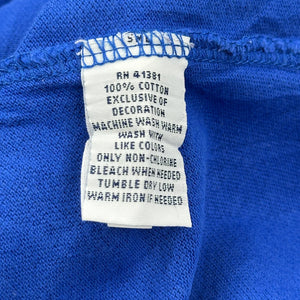 RN 41381
100% COTTON
EXCLUSIVE OF
DECORATION
MACHINE WASH WARM
WASH WITH
LIKE COLORS
ONLY NON-CHLORINE
BLEACH WHEN NEEDED
TUMBLE DRY LOW
WARM IRON IF NEEDED